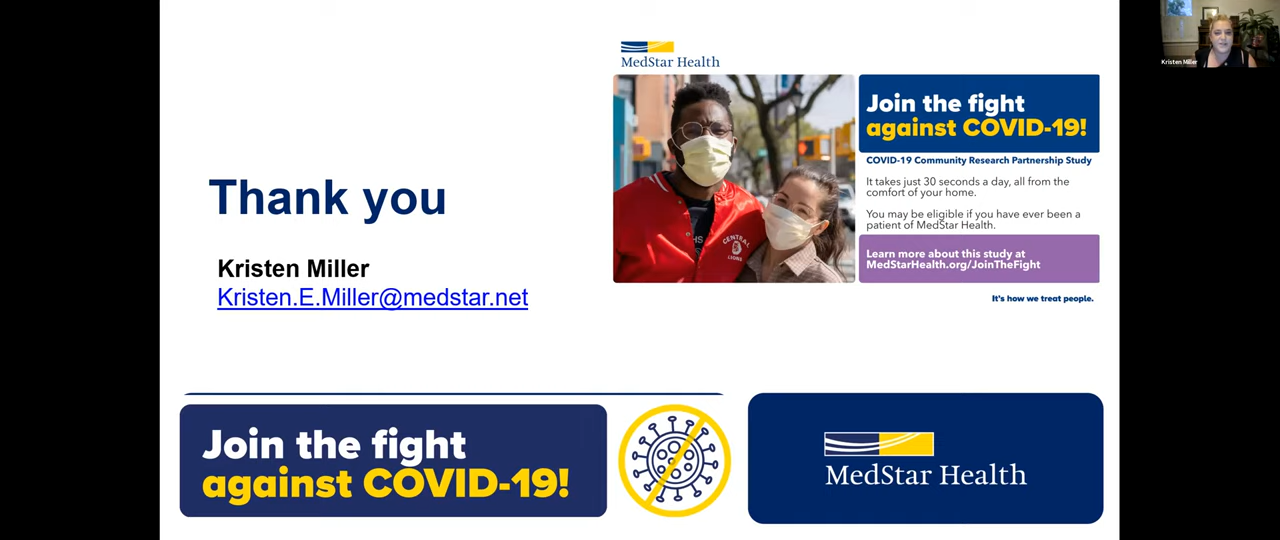 Thank you
Kristen Miller
Kristen.E.Miller@medstar.net
MedStar Health
CENTRAL
LIONS
Join the fight
against COVID-19!
COVID-19 Community Research Partnership Study
It takes just 30 seconds a day, all from the
comfort of your home.
You may be eligible if you have ever been a
patient of MedStar Health.
Learn more about this study at
MedStarHealth.org/JoinTheFight
It's how we treat people.
Join the fight
against COVID-19!
MedStar Health
Kristen Miller